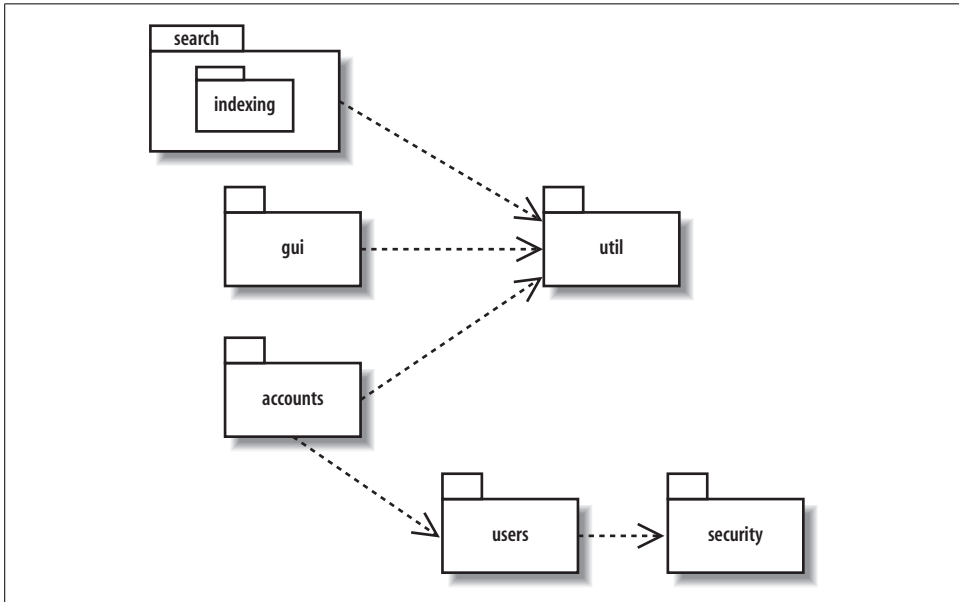 search
indexing
gui
util
accounts
users
security